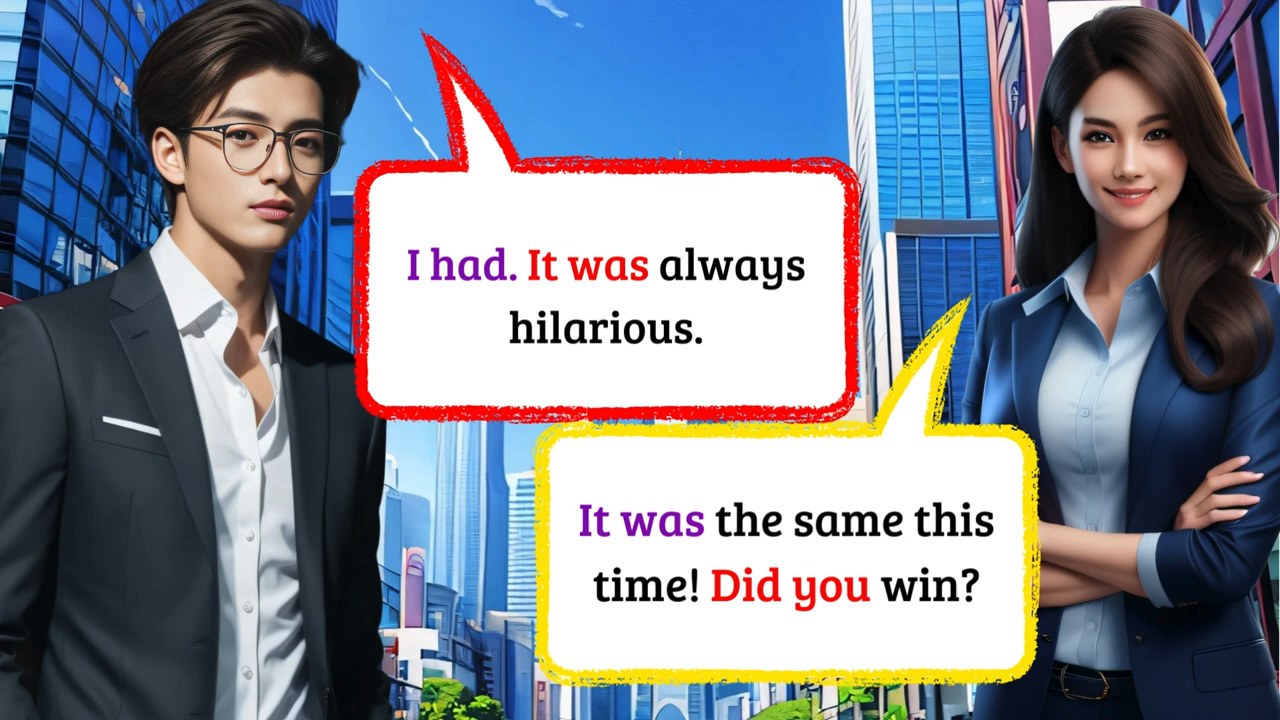 I had. It was always
hilarious.
It was the same this
time! Did you win?